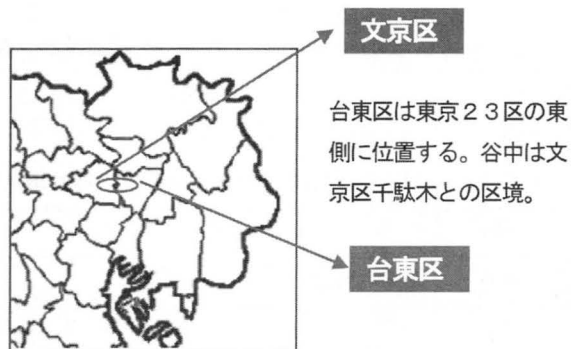 文京区
台東区は東京２３区の東
側に位置する。谷中は文
京区千駄木との区境。
台東区